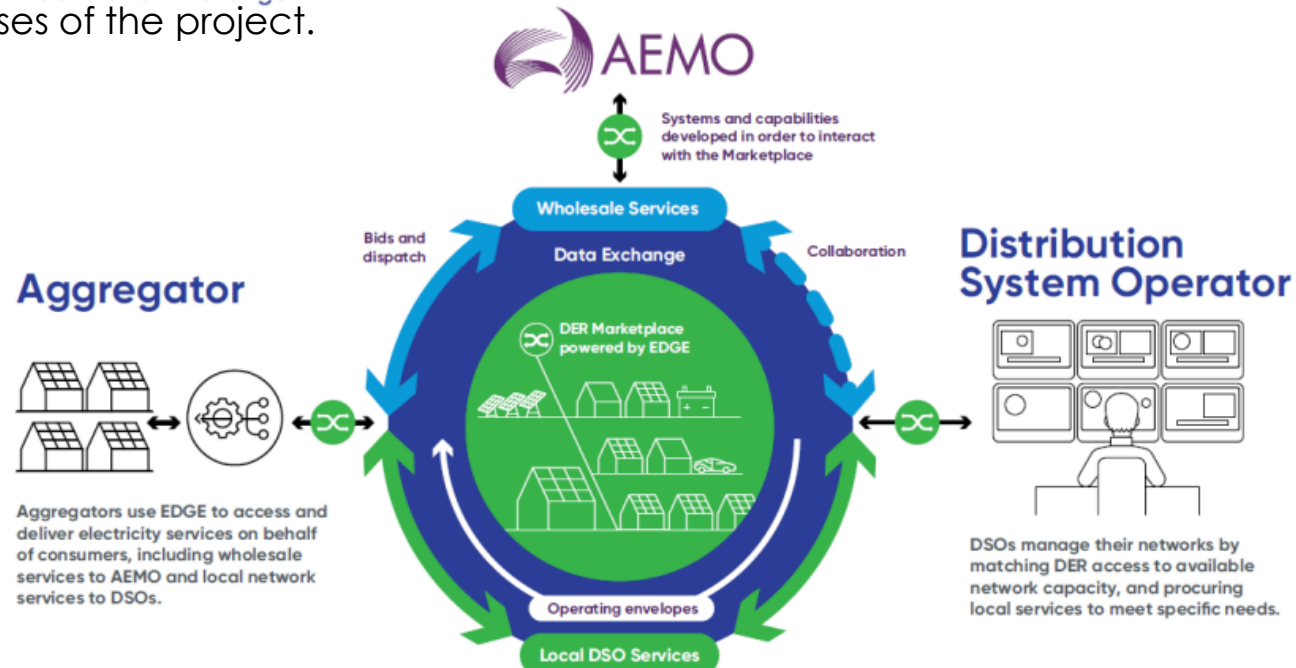 ses of the project.
AEMO
Systems and capabilities
developed in order to interact
with the Marketplace
Wholesale Services
Bids and
dispatch
Data Exchange
Collaboration
Distribution
System Operator
Aggregator
DER Marketplace
powered by EDGE
Aggregators use EDGE to access and
deliver electricity services on behalf
of consumers, including wholesale
services to AEMO and local network
services to DSOs.
DSOs manage their networks by
matching DER access to available
network capacity, and procuring
local services to meet specific needs.
Operating envelopes
Local DSO Services